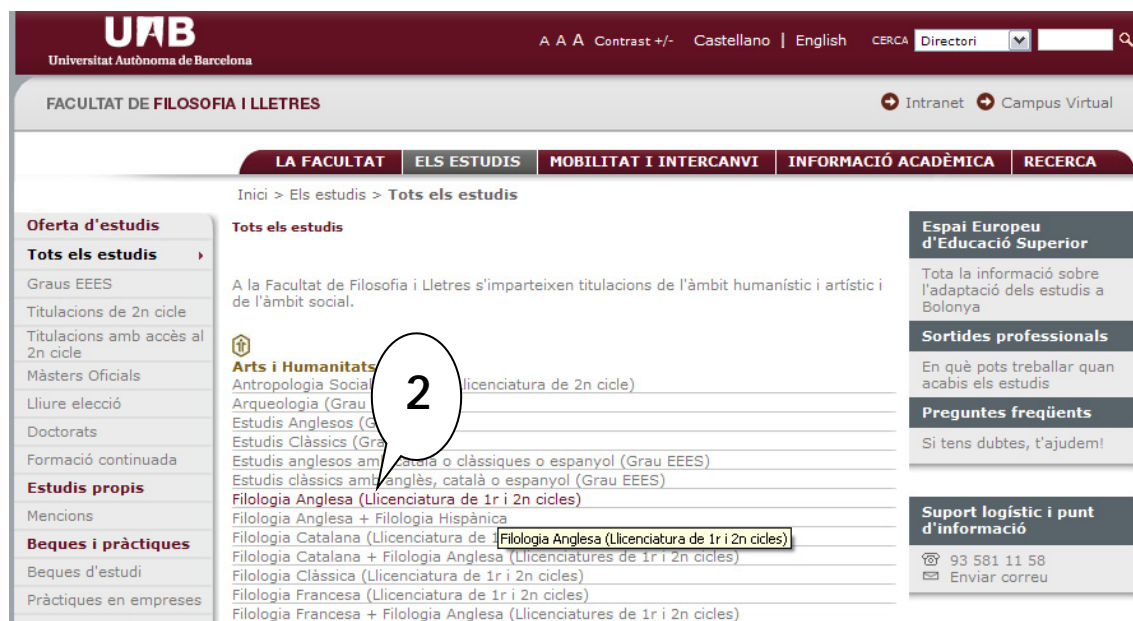 UAB
Universitat Autònoma de Barcelona
A A A Contrast +/- Castellano | English CERCA Directori
FACULTAT DE FILOSOFIA I LLETRES
Intranet Campus Virtual
LA FACULTAT ELS ESTUDIS MOBILITAT I INTERCANVI INFORMACIÓ ACADÈMICA RECERCA
Inici > Els estudis > Tots els estudis
Oferta d'estudis
Tots els estudis
Graus EEES
Titulacions de 2n cicle
Titulacions amb accès al
2n cicle
Màsters Oficials
Lliure elecció
Doctorats
Formació continuada
Estudis propis
Mencions
Beques i pràctiques
Beques d'estudi
Pràctiques en empreses
Tots els estudis
A la Facultat de Filosofia i Lletres s'imparteixen titulacions de l'àmbit humanístic i artístic i
de l'àmbit social.
Arts i Humanitats
Antropologia Social licenciatura de 2n cicle)
Arqueologia (Grau
Estudis Anglesos (G
Estudis Clàssics (Gra
Estudis anglesos amb català o clàssiques o espanyol (Grau EEES)
Estudis clàssics amb anglès, català o espanyol (Grau EEES)
Filologia Anglesa (Llicenciatura de 1r i 2n cicles)
Filologia Anglesa + Filologia Hispànica
Filologia Catalana (Llicenciatura de 1
Filologia Anglesa (Llicenciatura de 1r i 2n cicles)
Filologia Catalana + Filologia Anglesa (Llicenciatures de 1r i 2n cicles)
Filologia Clàssica (Llicenciatura de 1r i 2n cicles)
Filologia Francesa (Llicenciatura de 1r i 2n cicles)
Filologia Francesa + Filologia Anglesa (Llicenciatures de 1r i 2n cicles)
2
Espai Europeu
d'Educació Superior
Tota la informació sobre
l'adaptació dels estudis a
Bolonya
Sortides professionals
En què pots treballar quan
acabis els estudis
Preguntes freqüents
Si tens dubtes, t'ajudem!
Suport logístic i punt
d'informació
93 581 11 58
Enviar correu